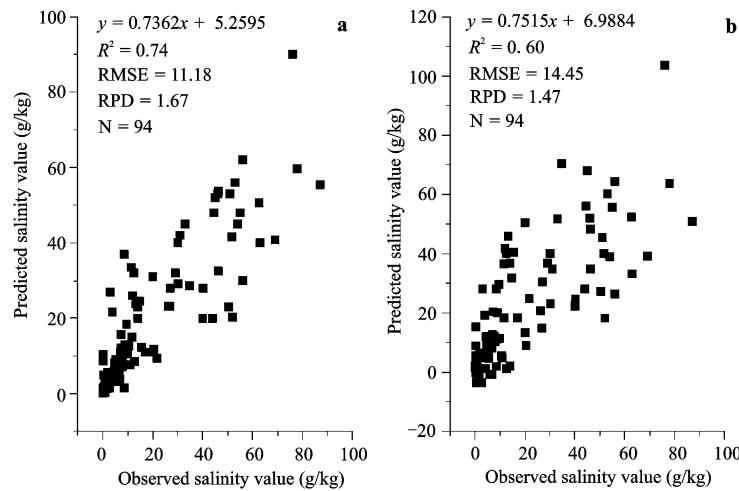 y = 0.7362x + 5.2595
R² = 0.74
RMSE = 11.18
RPD = 1.67
N = 94
a
Predicted salinity value (g/kg)
100
80
60
40
20
0
0 20 40 60 80 100
Observed salinity value (g/kg)
y = 0.7515x + 6.9884
R² = 0. 60
RMSE = 14.45
RPD = 1.47
N = 94
b
Predicted salinity value (g/kg)
120
100
80
60
40
20
0
−20
0 20 40 60 80 100
Observed salinity value (g/kg)